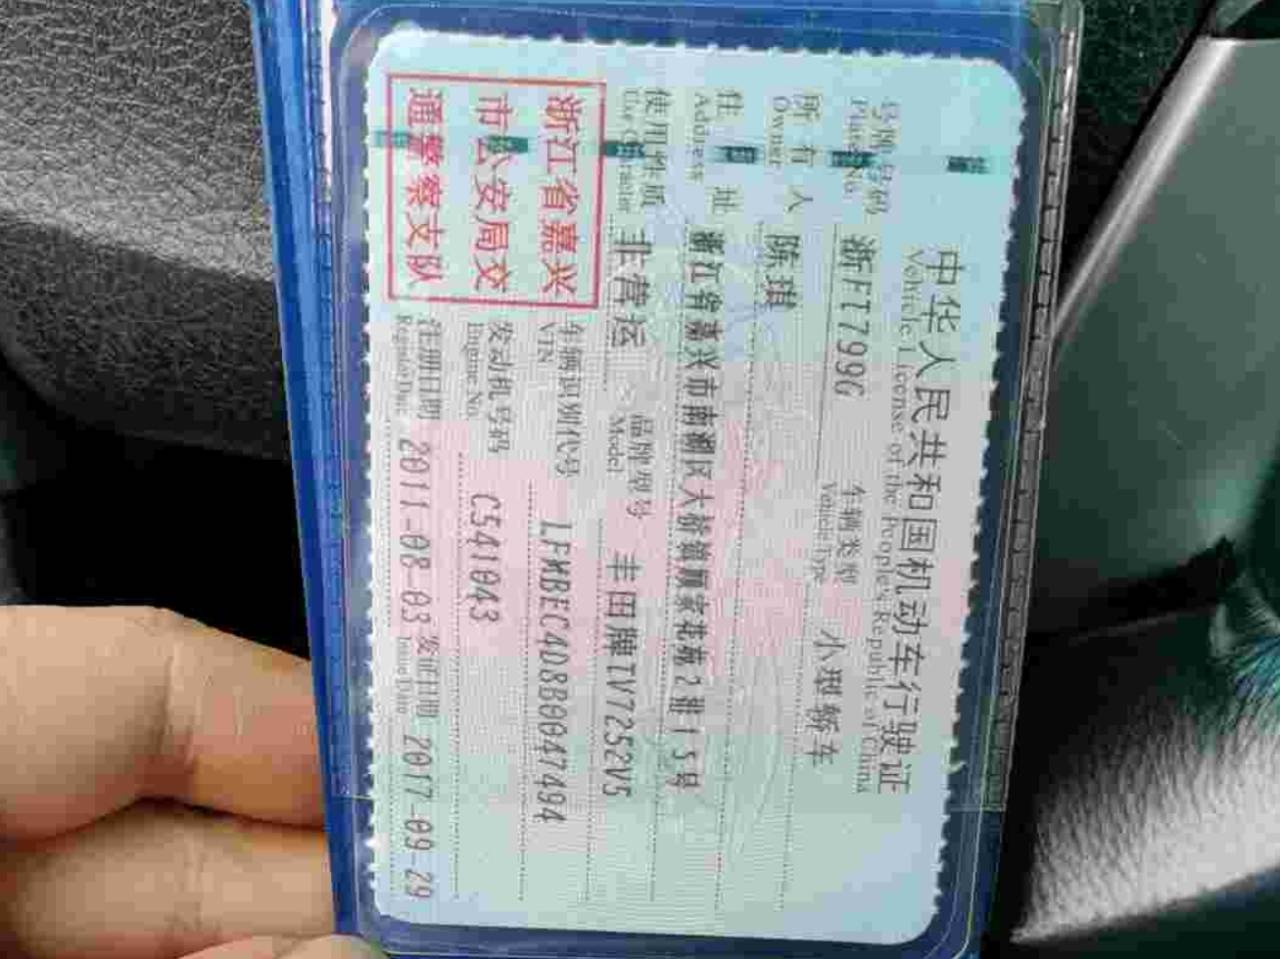 中华人民共和国机动车行驶证
Vehicle License of the People's Republic of China
号牌号码 浙FT799G 车辆类型 小型轿车
Plate No. Vehicle Type
所有人 陈琪
Owner
住址 浙江省嘉兴市南湖区大桥镇顾家花苑2排15号
Address
使用性质 非营运 品牌型号 丰田牌TV7252V5
Use Character Model
浙江省嘉兴
市公安局交
通警察支队
车辆识别代号 LFMBEC4D8B0047494
VIN
发动机号码 C541043
Engine No.
注册日期 2011-08-03 发证日期 2017-09-29
Register Date Issue Date